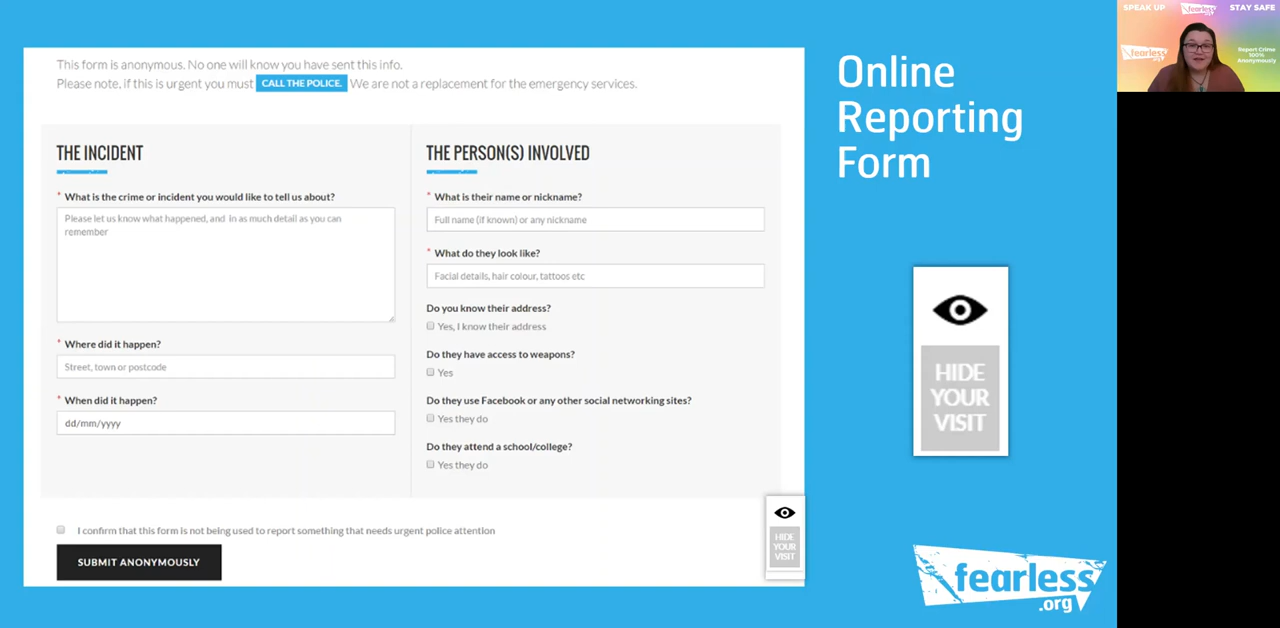 This form is anonymous. No one will know you have sent this info.
Please note, if this is urgent you must CALL THE POLICE. We are not a replacement for the emergency services.
THE INCIDENT
* What is the crime or incident you would like to tell us about?
Please let us know what happened, and in as much detail as you can
remember
* Where did it happen?
Street, town or postcode
* When did it happen?
dd/mm/yyyy
THE PERSON(S) INVOLVED
* What is their name or nickname?
Full name (if known) or any nickname
* What do they look like?
Facial details, hair colour, tattoos etc
Do you know their address?
Yes, I know their address
Do they have access to weapons?
Yes
Do they use Facebook or any other social networking sites?
Yes they do
Do they attend a school/college?
Yes they do
I confirm that this form is not being used to report something that needs urgent police attention
SUBMIT ANONYMOUSLY
HIDE
YOUR
VISIT
Online
Reporting
Form
HIDE
YOUR
VISIT
fearless
.org
SPEAK UP
fearless
STAY SAFE
fearless
Report Crime
100%
Anonymously